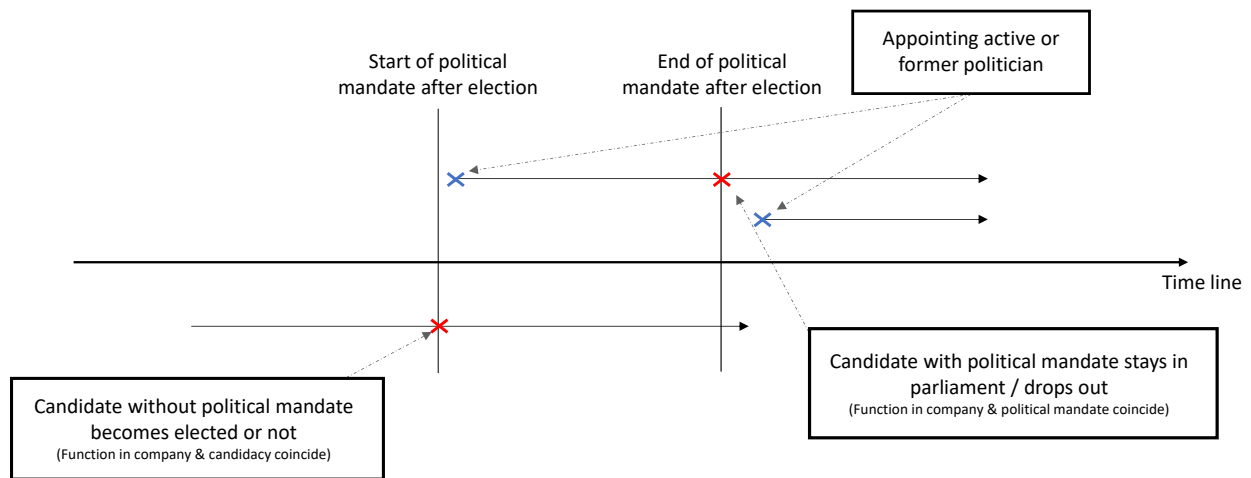 Appointing active or
former politician
Start of political
mandate after election
End of political
mandate after election
Time line
Candidate without political mandate
becomes elected or not
(Function in company & candidacy coincide)
Candidate with political mandate stays in
parliament / drops out
(Function in company & political mandate coincide)